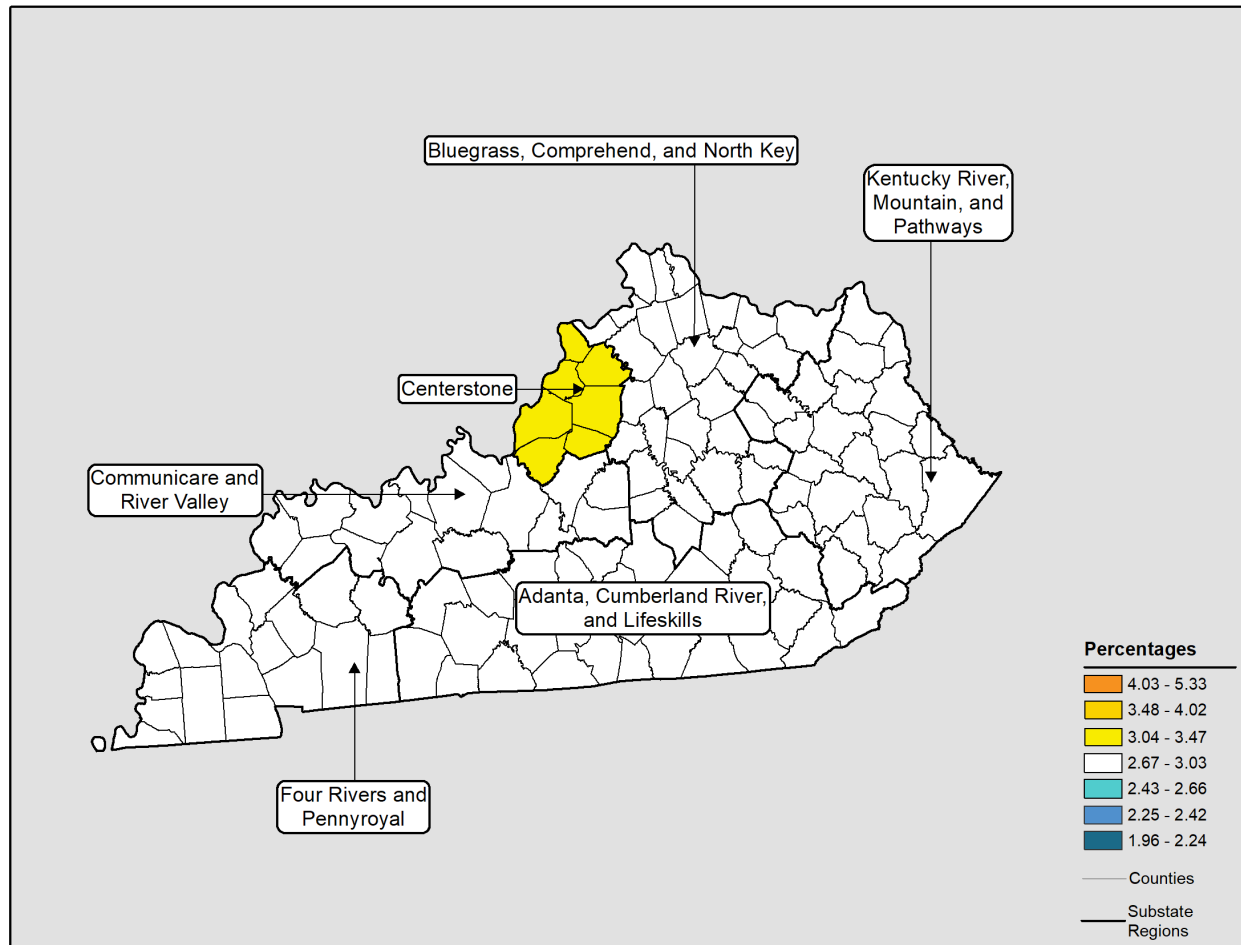 Bluegrass, Comprehend, and North Key
Kentucky River,
Mountain, and
Pathways
Centerstone
Communicare and
River Valley
Adanta, Cumberland River,
and Lifeskills
Four Rivers and
Pennyroyal
Percentages
4.03 - 5.33
3.48 - 4.02
3.04 - 3.47
2.67 - 3.03
2.43 - 2.66
2.25 - 2.42
1.96 - 2.24
Counties
Substate
Regions